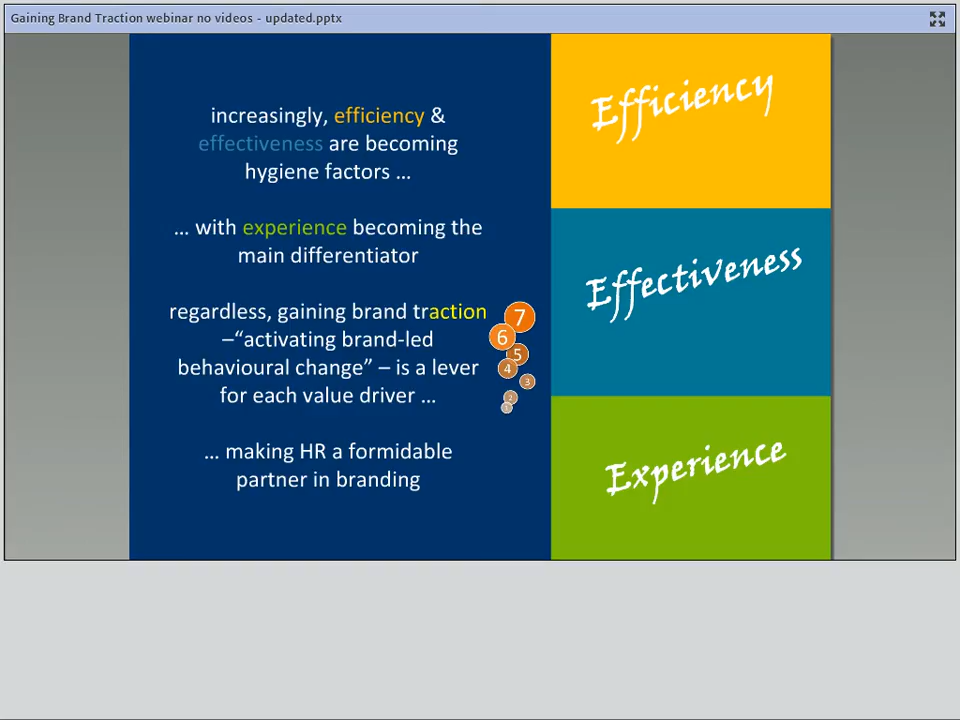 Gaining Brand Traction webinar no videos - updated.pptx
increasingly, efficiency &
effectiveness are becoming
hygiene factors ...
... with experience becoming the
main differentiator
regardless, gaining brand traction
–“activating brand-led
behavioural change” – is a lever
for each value driver ...
... making HR a formidable
partner in branding
7
6
5
4
3
2
1
Efficiency
Effectiveness
Experience